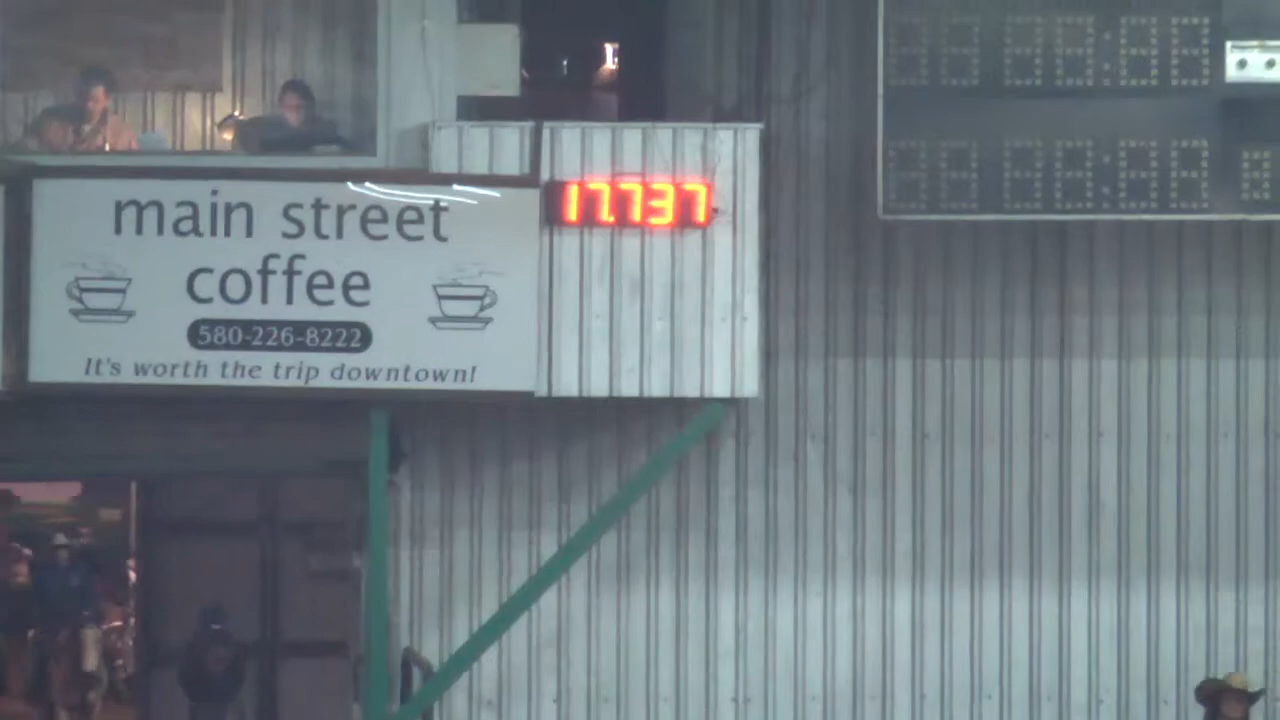 main street
coffee
580-226-8222
It's worth the trip downtown!
17.737